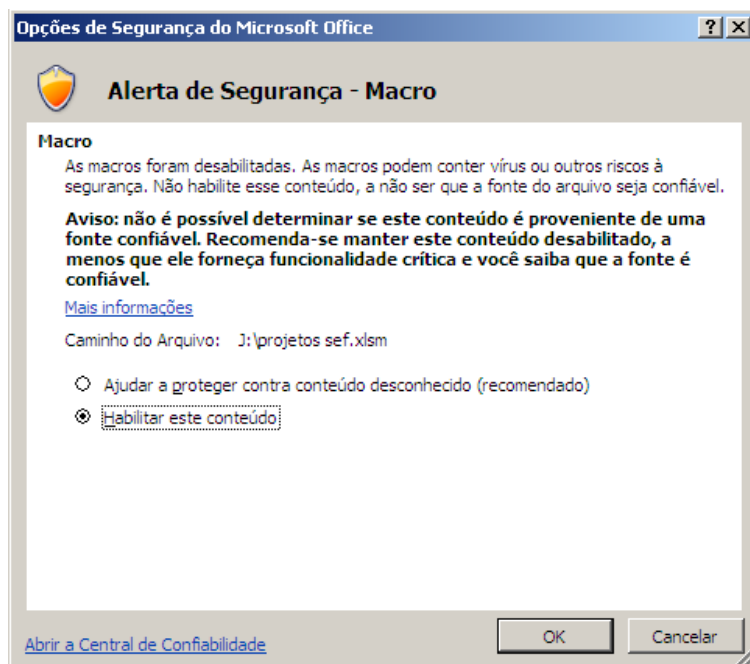 Opções de Segurança do Microsoft Office
Alerta de Segurança - Macro
Macro
As macros foram desabilitadas. As macros podem conter vírus ou outros riscos à
segurança. Não habilite esse conteúdo, a não ser que a fonte do arquivo seja confiável.
Aviso: não é possível determinar se este conteúdo é proveniente de uma
fonte confiável. Recomenda-se manter este conteúdo desabilitado, a
menos que ele forneça funcionalidade crítica e você saiba que a fonte é
confiável.
Mais informações
Caminho do Arquivo: J:\projetos sef.xlsm
Ajudar a proteger contra conteúdo desconhecido (recomendado)
Habilitar este conteúdo
Abrir a Central de Confiabilidade
OK
Cancelar